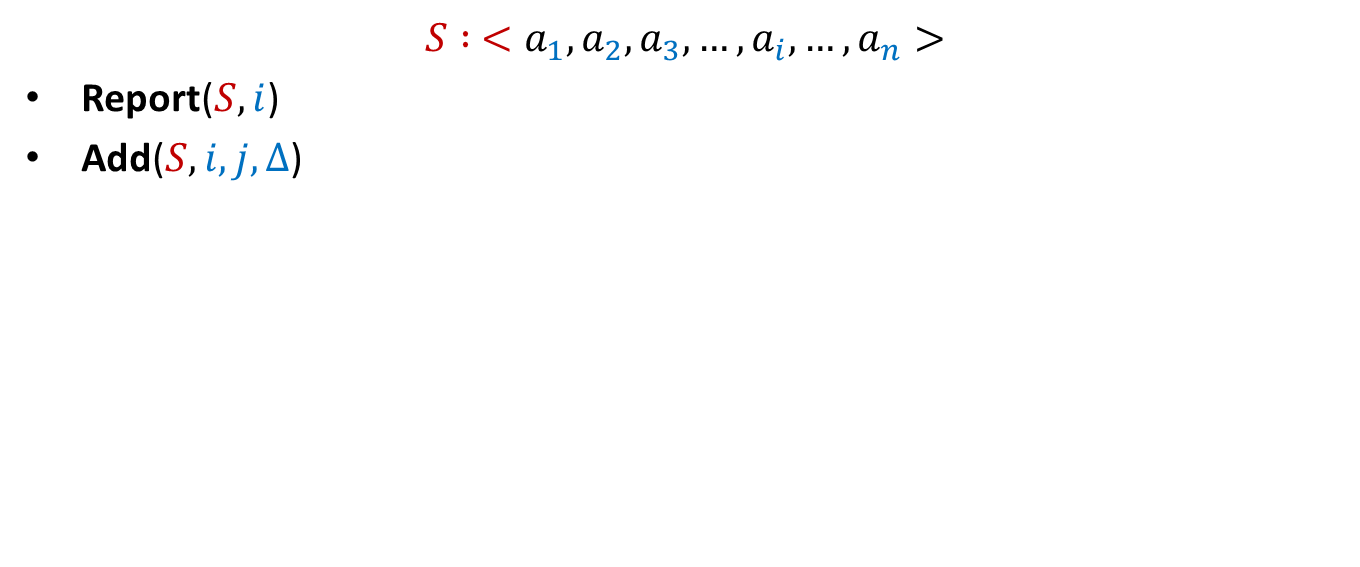 S : < a₁, a₂, a₃, …, aᵢ, …, aₙ >
• Report(S, i)
• Add(S, i, j, Δ)